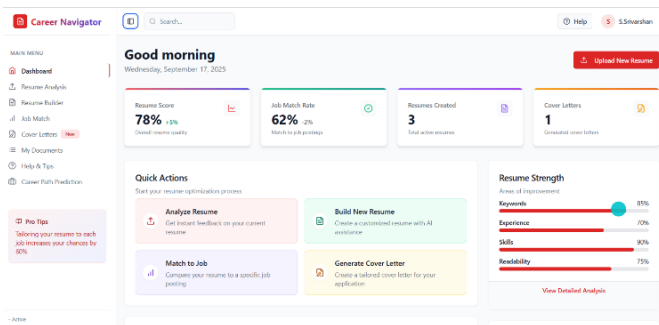 Career Navigator
Search...
Help
S
S.Srivarshan
MAIN MENU
Dashboard
Resume Analysis
Resume Builder
Job Match
Cover Letters New
My Documents
Help & Tips
Career Path Prediction
Pro Tips
Tailoring your resume to each
job increases your chances by
60%
- Active
Good morning
Wednesday, September 17, 2025
Upload New Resume
Resume Score
78% +5%
Overall resume quality
Job Match Rate
62% -2%
Match to job postings
Resumes Created
3
Total active resumes
Cover Letters
1
Generated cover letters
Quick Actions
Start your resume optimization process
Analyze Resume
Get instant feedback on your current
resume
Build New Resume
Create a customized resume with AI
assistance
Match to Job
Compare your resume to a specific job
posting
Generate Cover Letter
Create a tailored cover letter for your
application
Resume Strength
Areas of improvement
Keywords 85%
Experience 70%
Skills 90%
Readability 75%
View Detailed Analysis